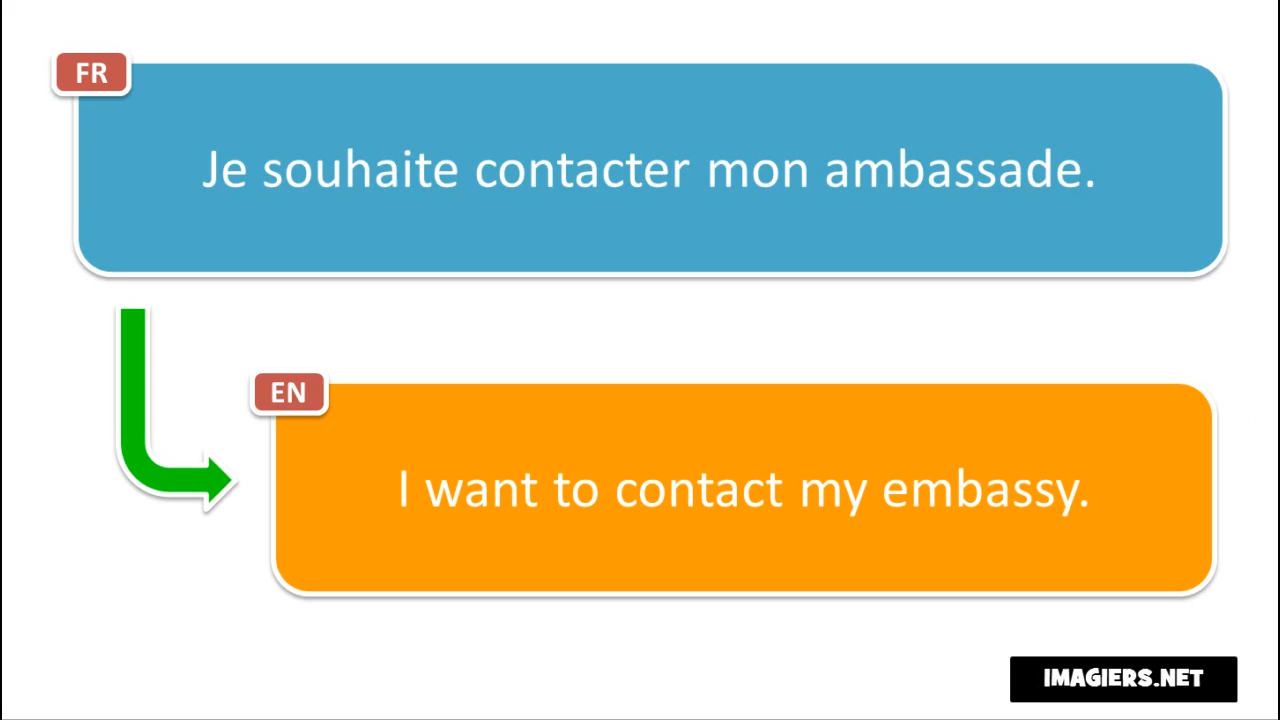 FR
Je souhaite contacter mon ambassade.
EN
I want to contact my embassy.
IMAGIERS.NET